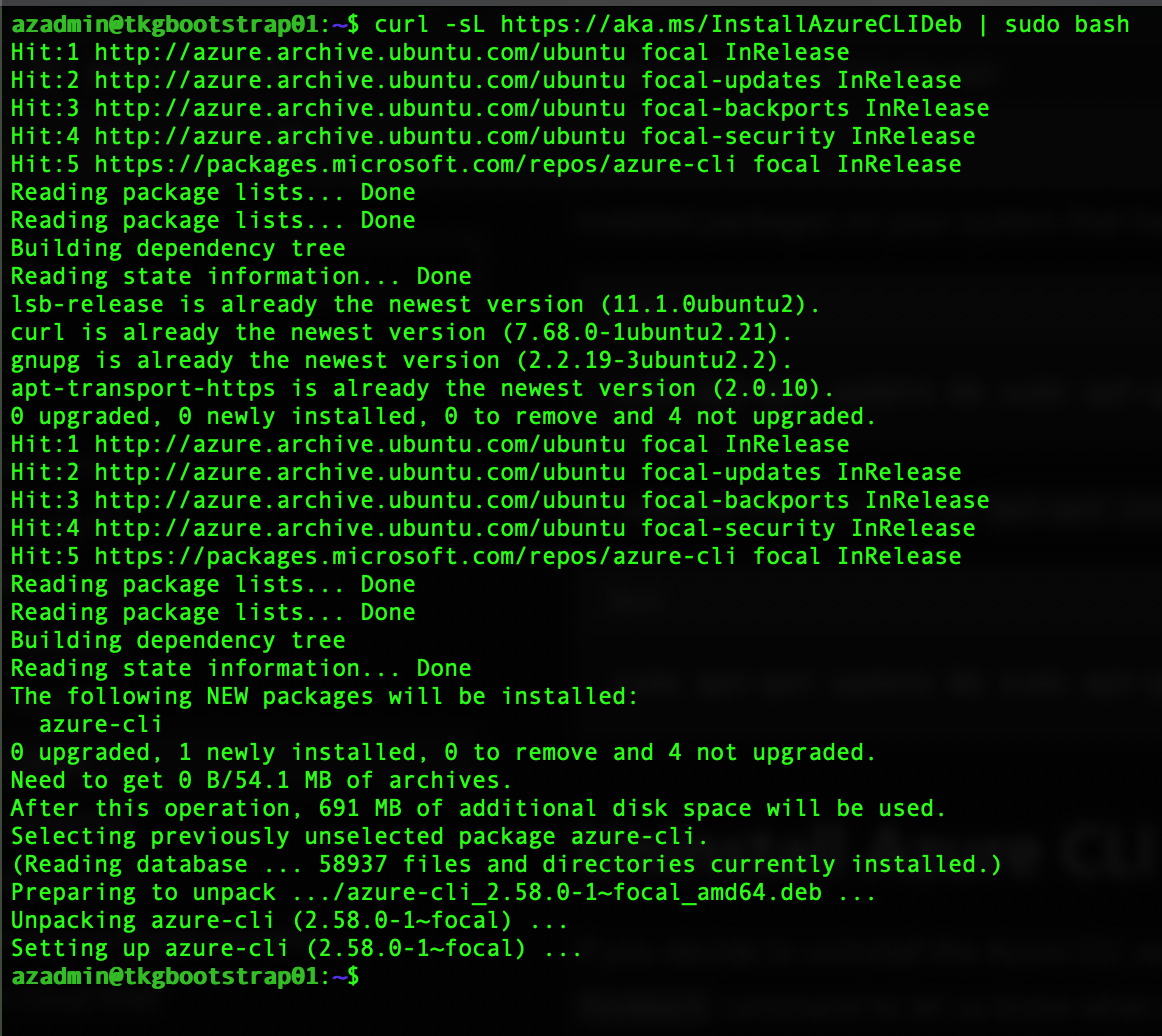 azadmin@tkgbootstrap01:~$ curl -sL https://aka.ms/InstallAzureCLIDeb | sudo bash
Hit:1 http://azure.archive.ubuntu.com/ubuntu focal InRelease
Hit:2 http://azure.archive.ubuntu.com/ubuntu focal-updates InRelease
Hit:3 http://azure.archive.ubuntu.com/ubuntu focal-backports InRelease
Hit:4 http://azure.archive.ubuntu.com/ubuntu focal-security InRelease
Hit:5 https://packages.microsoft.com/repos/azure-cli focal InRelease
Reading package lists... Done
Reading package lists... Done
Building dependency tree
Reading state information... Done
lsb-release is already the newest version (11.1.0ubuntu2).
curl is already the newest version (7.68.0-1ubuntu2.21).
gnupg is already the newest version (2.2.19-3ubuntu2.2).
apt-transport-https is already the newest version (2.0.10).
0 upgraded, 0 newly installed, 0 to remove and 4 not upgraded.
Hit:1 http://azure.archive.ubuntu.com/ubuntu focal InRelease
Hit:2 http://azure.archive.ubuntu.com/ubuntu focal-updates InRelease
Hit:3 http://azure.archive.ubuntu.com/ubuntu focal-backports InRelease
Hit:4 http://azure.archive.ubuntu.com/ubuntu focal-security InRelease
Hit:5 https://packages.microsoft.com/repos/azure-cli focal InRelease
Reading package lists... Done
Reading package lists... Done
Building dependency tree
Reading state information... Done
The following NEW packages will be installed:
  azure-cli
0 upgraded, 1 newly installed, 0 to remove and 4 not upgraded.
Need to get 0 B/54.1 MB of archives.
After this operation, 691 MB of additional disk space will be used.
Selecting previously unselected package azure-cli.
(Reading database ... 58937 files and directories currently installed.)
Preparing to unpack .../azure-cli_2.58.0-1~focal_amd64.deb ...
Unpacking azure-cli (2.58.0-1~focal) ...
Setting up azure-cli (2.58.0-1~focal) ...
azadmin@tkgbootstrap01:~$